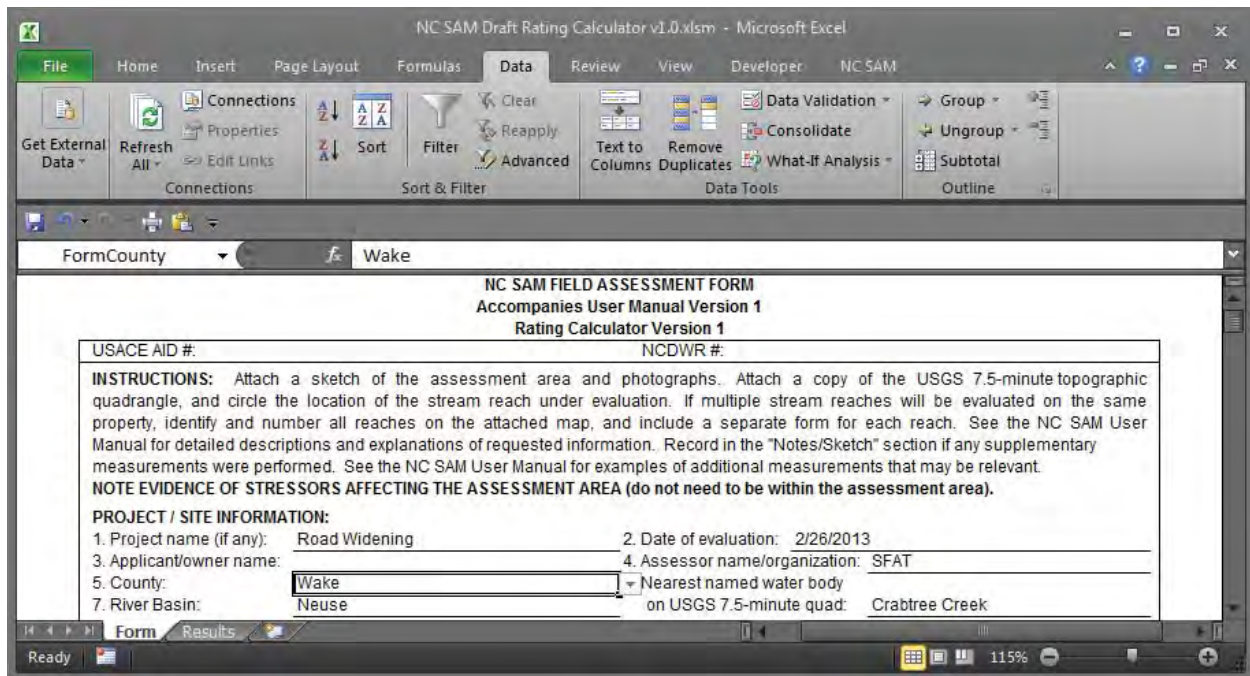 NC SAM Draft Rating Calculator v1.0.xlsm - Microsoft Excel
File Home Insert Page Layout Formulas Data Review View Developer NC SAM
Get External Data
Refresh All
Connections
Properties
Edit Links
Connections
Sort
Filter
Clear
Reapply
Advanced
Sort & Filter
Text to Columns
Remove Duplicates
Data Validation
Consolidate
What-If Analysis
Data Tools
Group
Ungroup
Subtotal
Outline
FormCounty fx Wake
NC SAM FIELD ASSESSMENT FORM
Accompanies User Manual Version 1
Rating Calculator Version 1
USACE AID #: NCDWR #:
INSTRUCTIONS: Attach a sketch of the assessment area and photographs. Attach a copy of the USGS 7.5-minute topographic
quadrangle, and circle the location of the stream reach under evaluation. If multiple stream reaches will be evaluated on the same
property, identify and number all reaches on the attached map, and include a separate form for each reach. See the NC SAM User
Manual for detailed descriptions and explanations of requested information. Record in the "Notes/Sketch" section if any supplementary
measurements were performed. See the NC SAM User Manual for examples of additional measurements that may be relevant.
NOTE EVIDENCE OF STRESSORS AFFECTING THE ASSESSMENT AREA (do not need to be within the assessment area).
PROJECT / SITE INFORMATION:
1. Project name (if any): Road Widening 2. Date of evaluation: 2/26/2013
3. Applicant/owner name: 4. Assessor name/organization: SFAT
5. County: Wake Nearest named water body
7. River Basin: Neuse on USGS 7.5-minute quad: Crabtree Creek
Form Results
Ready 115%